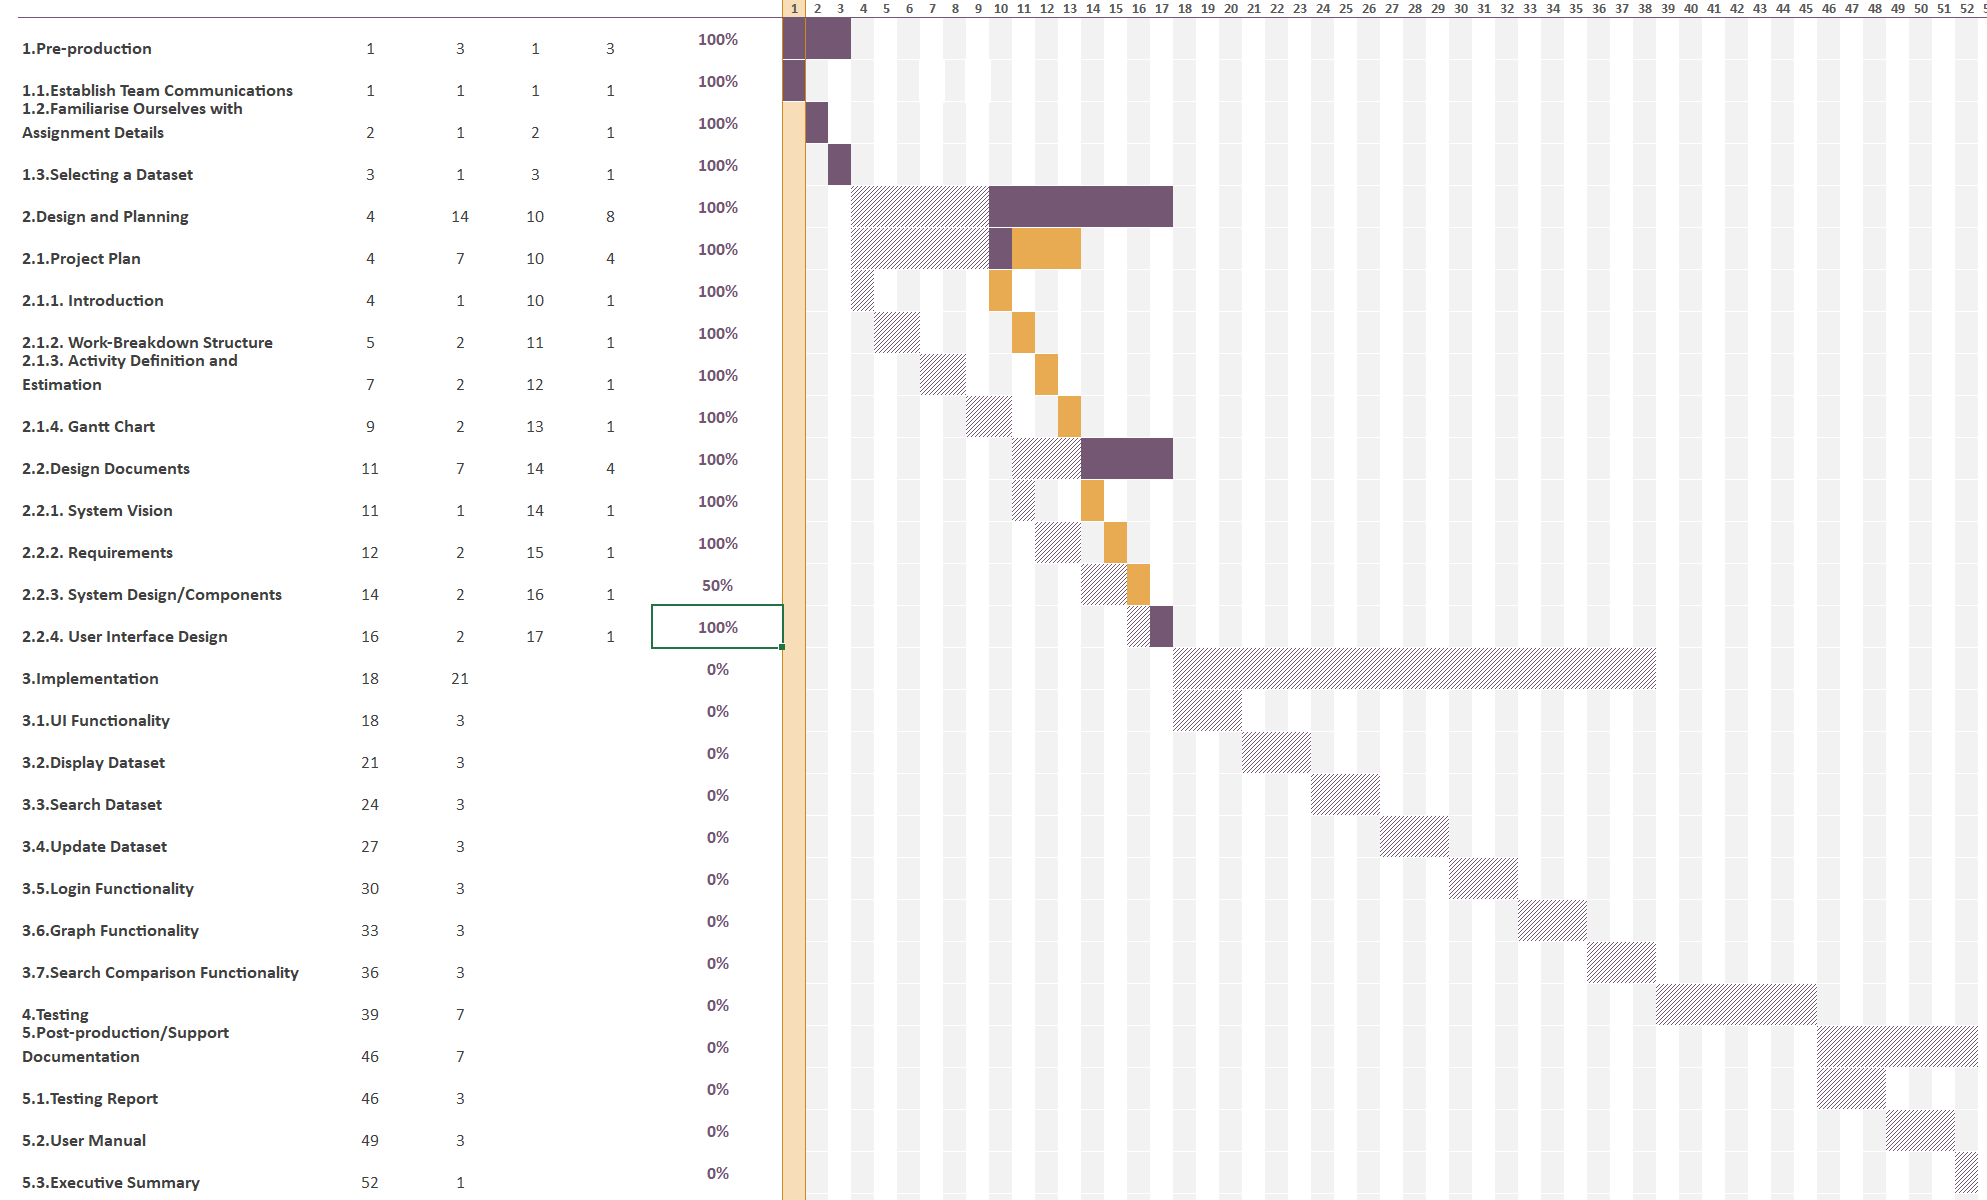 1 2 3 4 5 6 7 8 9 10 11 12 13 14 15 16 17 18 19 20 21 22 23 24 25 26 27 28 29 30 31 32 33 34 35 36 37 38 39 40 41 42 43 44 45 46 47 48 49 50 51 52
1.Pre-production 1 3 1 3 100%
1.1.Establish Team Communications 1 1 1 1 100%
1.2.Familiarise Ourselves with
Assignment Details 2 1 2 1 100%
1.3.Selecting a Dataset 3 1 3 1 100%
2.Design and Planning 4 14 10 8 100%
2.1.Project Plan 4 7 10 4 100%
2.1.1. Introduction 4 1 10 1 100%
2.1.2. Work-Breakdown Structure 5 2 11 1 100%
2.1.3. Activity Definition and
Estimation 7 2 12 1 100%
2.1.4. Gantt Chart 9 2 13 1 100%
2.2.Design Documents 11 7 14 4 100%
2.2.1. System Vision 11 1 14 1 100%
2.2.2. Requirements 12 2 15 1 100%
2.2.3. System Design/Components 14 2 16 1 50%
2.2.4. User Interface Design 16 2 17 1 100%
3.Implementation 18 21 0%
3.1.UI Functionality 18 3 0%
3.2.Display Dataset 21 3 0%
3.3.Search Dataset 24 3 0%
3.4.Update Dataset 27 3 0%
3.5.Login Functionality 30 3 0%
3.6.Graph Functionality 33 3 0%
3.7.Search Comparison Functionality 36 3 0%
4.Testing 39 7 0%
5.Post-production/Support
Documentation 46 7 0%
5.1.Testing Report 46 3 0%
5.2.User Manual 49 3 0%
5.3.Executive Summary 52 1 0%